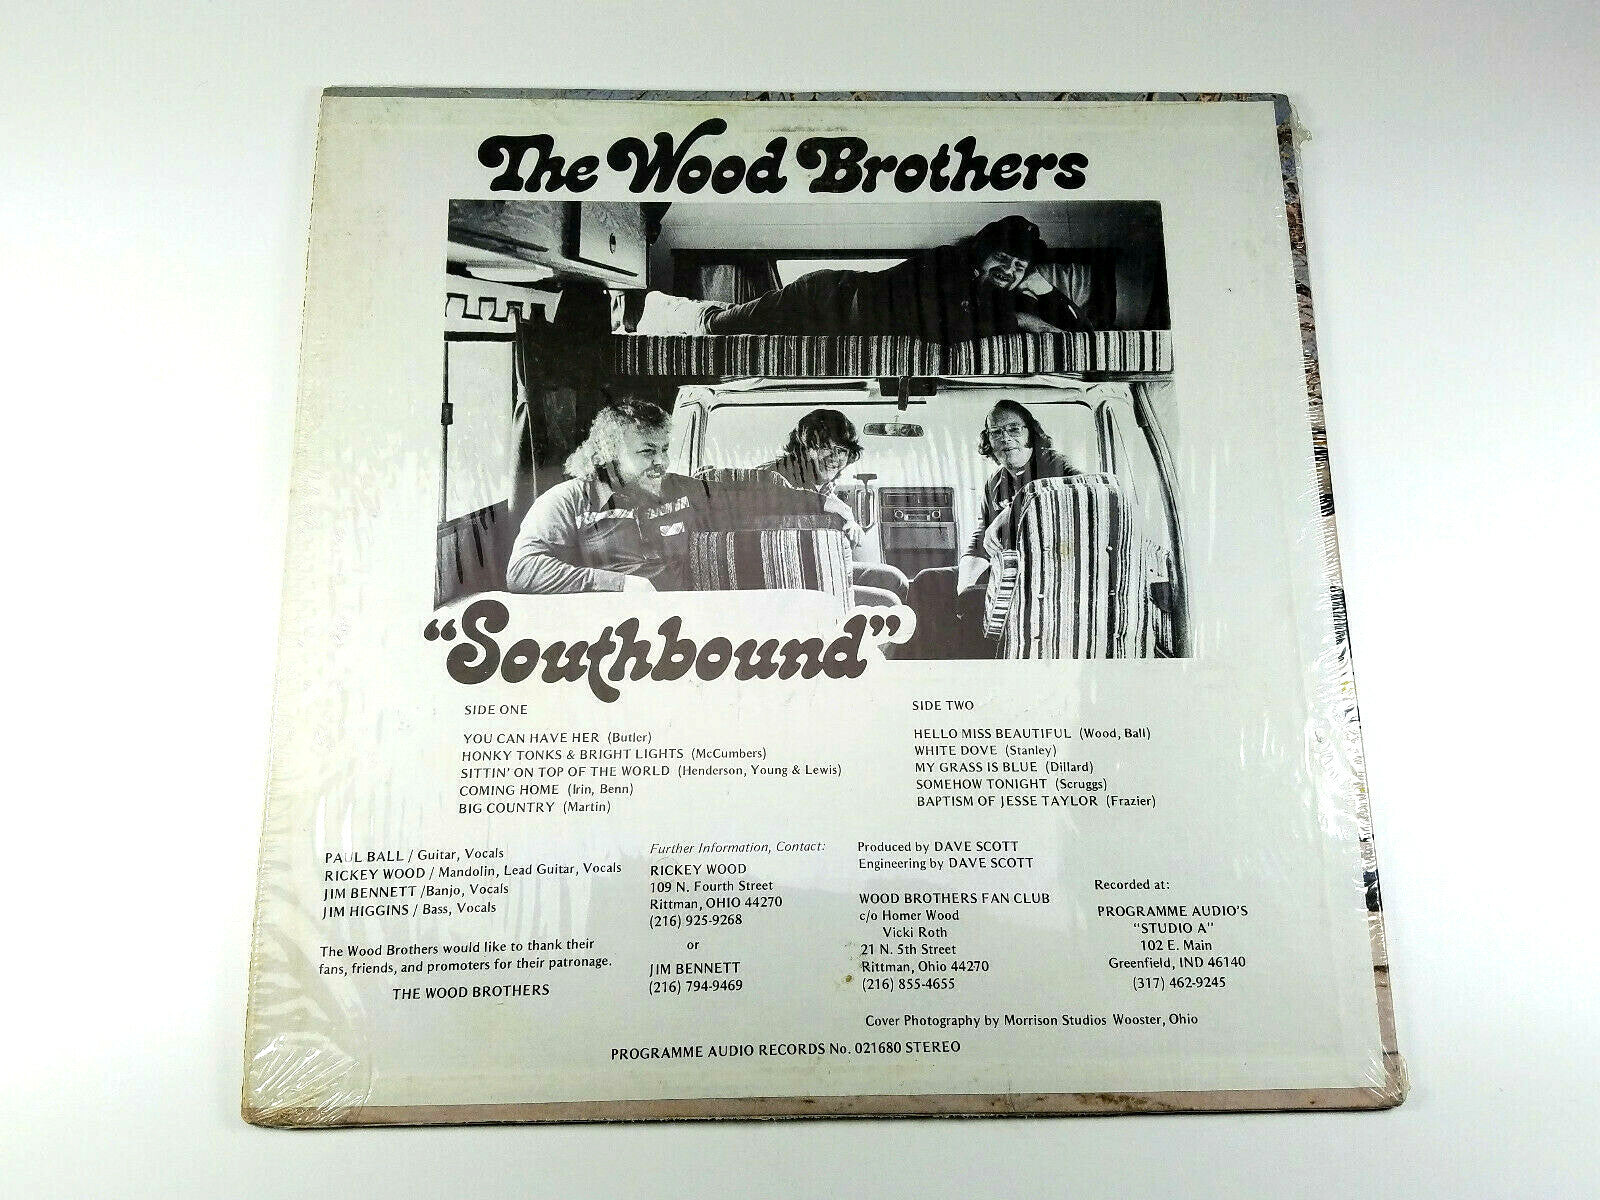 The Wood Brothers
"Southbound"
SIDE ONE
YOU CAN HAVE HER (Butler)
HONKY TONKS & BRIGHT LIGHTS (McCumbers)
SITTIN' ON TOP OF THE WORLD (Henderson, Young & Lewis)
COMING HOME (Irin, Benn)
BIG COUNTRY (Martin)
SIDE TWO
HELLO MISS BEAUTIFUL (Wood, Ball)
WHITE DOVE (Stanley)
MY GRASS IS BLUE (Dillard)
SOMEHOW TONIGHT (Scruggs)
BAPTISM OF JESSE TAYLOR (Frazier)
PAUL BALL / Guitar, Vocals
RICKEY WOOD / Mandolin, Lead Guitar, Vocals
JIM BENNETT /Banjo, Vocals
JIM HIGGINS / Bass, Vocals
The Wood Brothers would like to thank their
fans, friends, and promoters for their patronage.
THE WOOD BROTHERS
Further Information, Contact:
RICKEY WOOD
109 N. Fourth Street
Rittman, OHIO 44270
(216) 925-9268
or
JIM BENNETT
(216) 794-9469
Produced by DAVE SCOTT
Engineering by DAVE SCOTT
WOOD BROTHERS FAN CLUB
c/o Homer Wood
Vicki Roth
21 N. 5th Street
Rittman, Ohio 44270
(216) 855-4655
Recorded at:
PROGRAMME AUDIO'S
"STUDIO A"
102 E. Main
Greenfield, IND 46140
(317) 462-9245
Cover Photography by Morrison Studios Wooster, Ohio
PROGRAMME AUDIO RECORDS No. 021680 STEREO